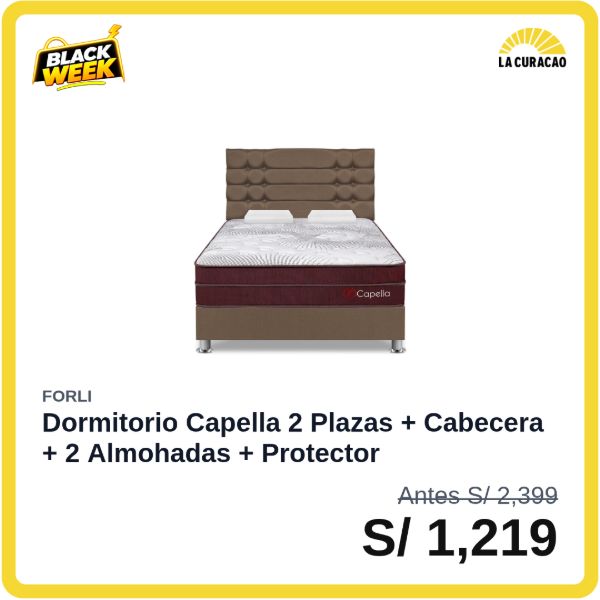 BLACK
WEEK
LA CURACAO
Capella
FORLI
Dormitorio Capella 2 Plazas + Cabecera
+ 2 Almohadas + Protector
Antes S/ 2,399
S/ 1,219